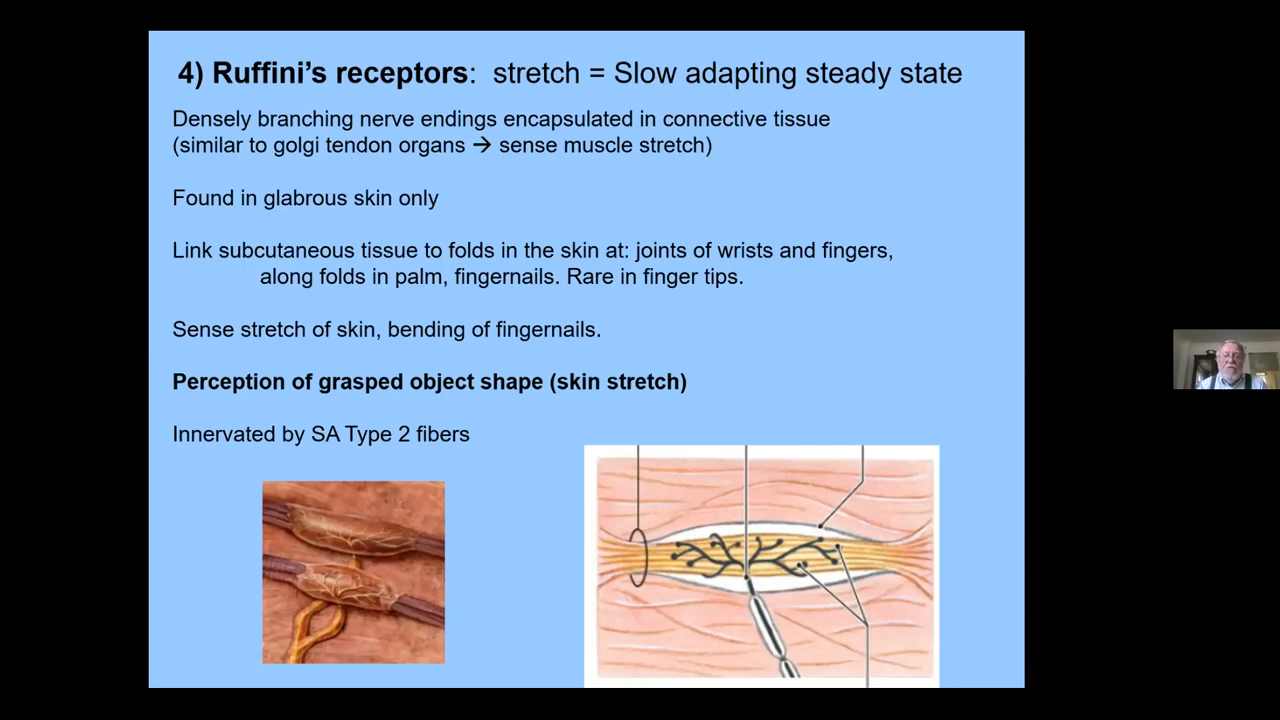 4) Ruffini’s receptors:  stretch = Slow adapting steady state
Densely branching nerve endings encapsulated in connective tissue
(similar to golgi tendon organs → sense muscle stretch)
Found in glabrous skin only
Link subcutaneous tissue to folds in the skin at: joints of wrists and fingers,
along folds in palm, fingernails. Rare in finger tips.
Sense stretch of skin, bending of fingernails.
Perception of grasped object shape (skin stretch)
Innervated by SA Type 2 fibers